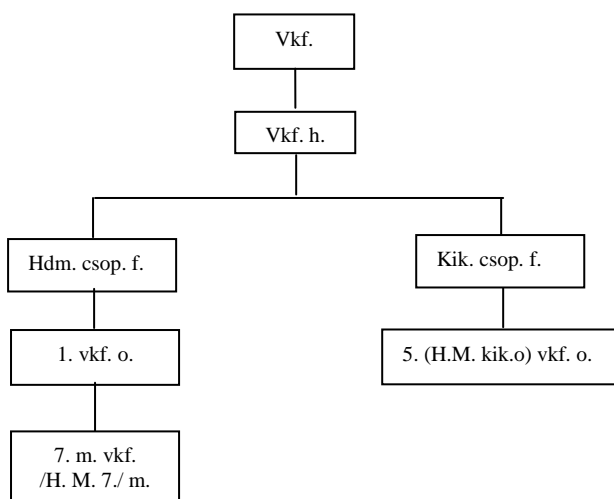 Vkf.
Vkf. h.
Hdm. csop. f.
Kik. csop. f.
1. vkf. o.
5. (H.M. kik.o) vkf. o.
7. m. vkf.
/H. M. 7./ m.